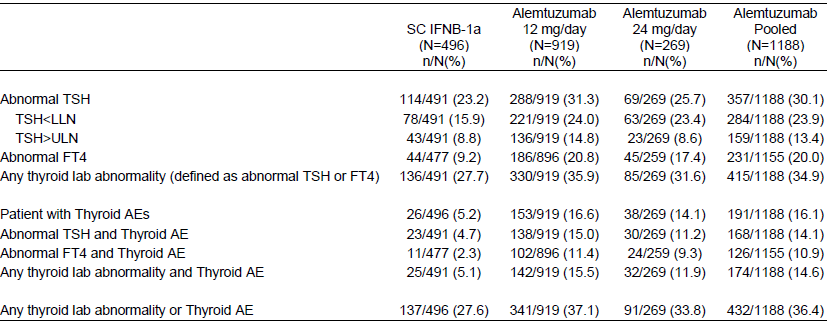 SC IFNB-1a Alemtuzumab Alemtuzumab Alemtuzumab
12 mg/day 24 mg/day Pooled
(N=496) (N=919) (N=269) (N=1188)
n/N(%) n/N(%) n/N(%) n/N(%)
Abnormal TSH 114/491 (23.2) 288/919 (31.3) 69/269 (25.7) 357/1188 (30.1)
TSH<LLN 78/491 (15.9) 221/919 (24.0) 63/269 (23.4) 284/1188 (23.9)
TSH>ULN 43/491 (8.8) 136/919 (14.8) 23/269 (8.6) 159/1188 (13.4)
Abnormal FT4 44/477 (9.2) 186/896 (20.8) 45/259 (17.4) 231/1155 (20.0)
Any thyroid lab abnormality (defined as abnormal TSH or FT4) 136/491 (27.7) 330/919 (35.9) 85/269 (31.6) 415/1188 (34.9)
Patient with Thyroid AEs 26/496 (5.2) 153/919 (16.6) 38/269 (14.1) 191/1188 (16.1)
Abnormal TSH and Thyroid AE 23/491 (4.7) 138/919 (15.0) 30/269 (11.2) 168/1188 (14.1)
Abnormal FT4 and Thyroid AE 11/477 (2.3) 102/896 (11.4) 24/259 (9.3) 126/1155 (10.9)
Any thyroid lab abnormality and Thyroid AE 25/491 (5.1) 142/919 (15.5) 32/269 (11.9) 174/1188 (14.6)
Any thyroid lab abnormality or Thyroid AE 137/496 (27.6) 341/919 (37.1) 91/269 (33.8) 432/1188 (36.4)